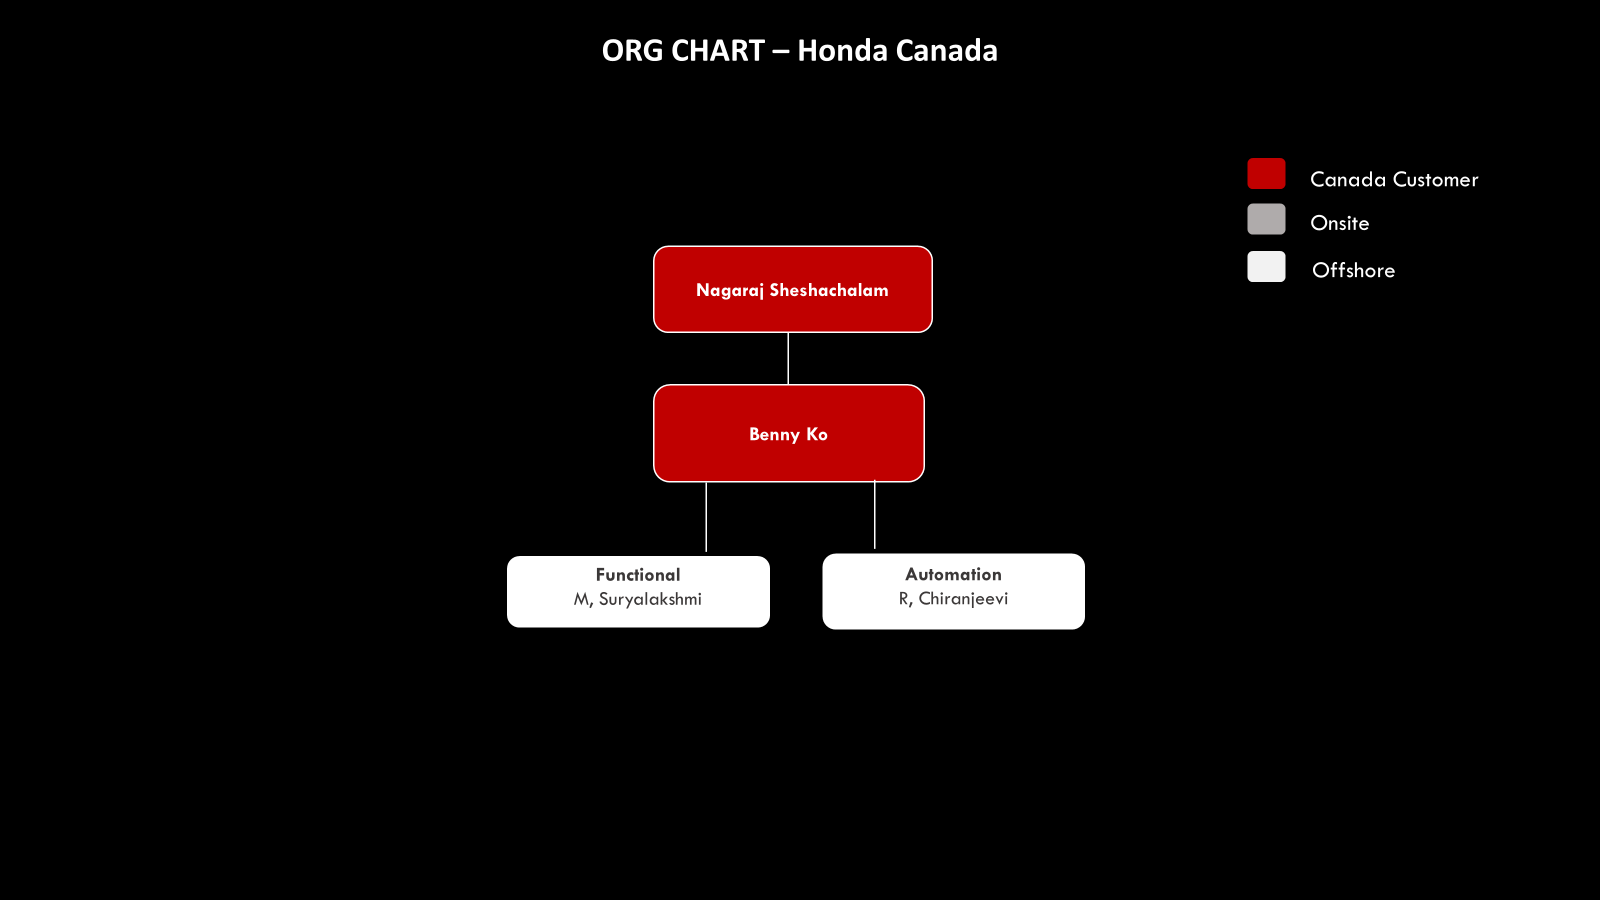 ORG CHART – Honda Canada
Canada Customer
Onsite
Offshore
Nagaraj Sheshachalam
Benny Ko
Functional
M, Suryalakshmi
Automation
R, Chiranjeevi